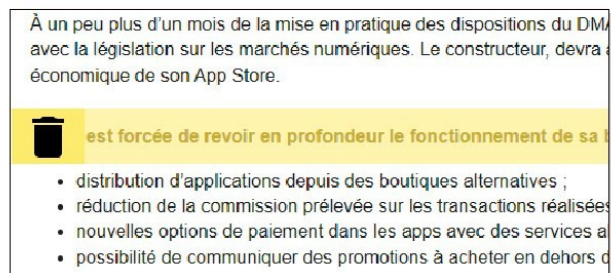 À un peu plus d'un mois de la mise en pratique des dispositions du DMA
avec la législation sur les marchés numériques. Le constructeur, devra
économique de son App Store.
est forcée de revoir en profondeur le fonctionnement de sa
• distribution d'applications depuis des boutiques alternatives ;
• réduction de la commission prélevée sur les transactions réalisées
• nouvelles options de paiement dans les apps avec des services
• possibilité de communiquer des promotions à acheter en dehors